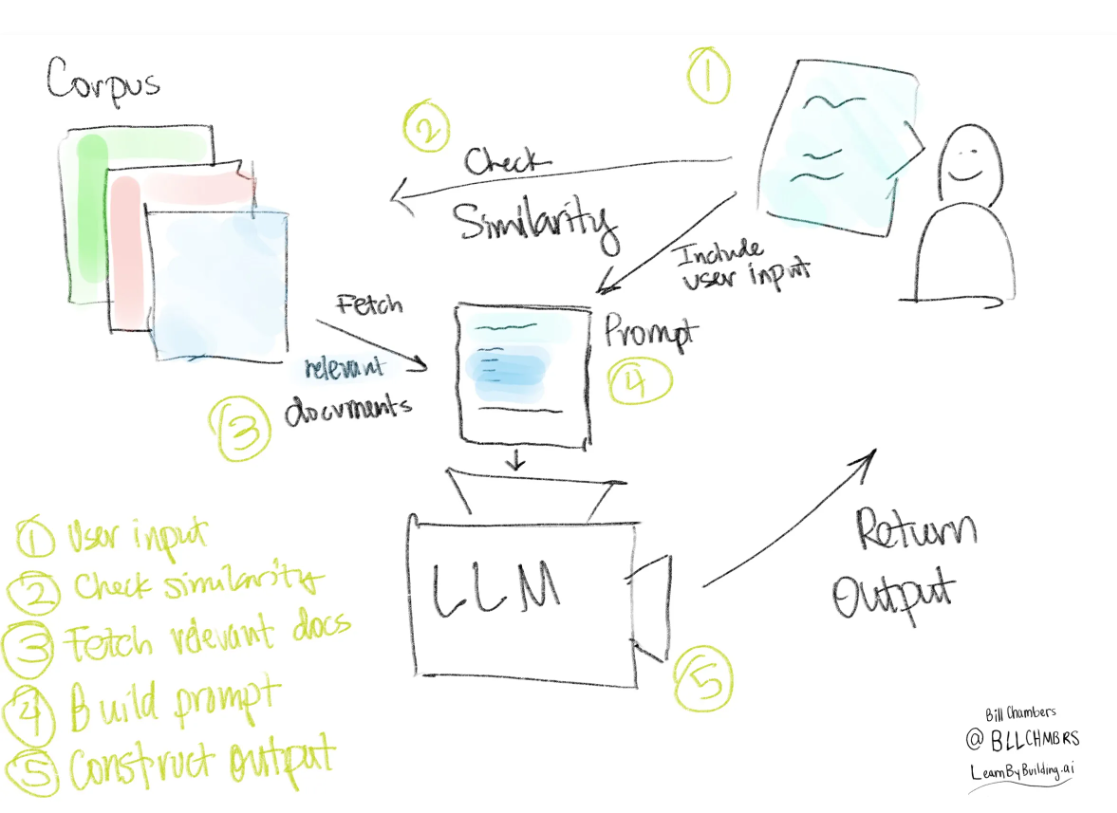 Corpus
①
②
Check
Similarity
Include
user input
Fetch
relevant
documents
③
Prompt
④
LLM
Return
Output
⑤
① User input
② Check similarity
③ Fetch relevant docs
④ Build prompt
⑤ Construct output
Bill Chambers
@ BLLCHMBRS
LearnByBuilding.ai